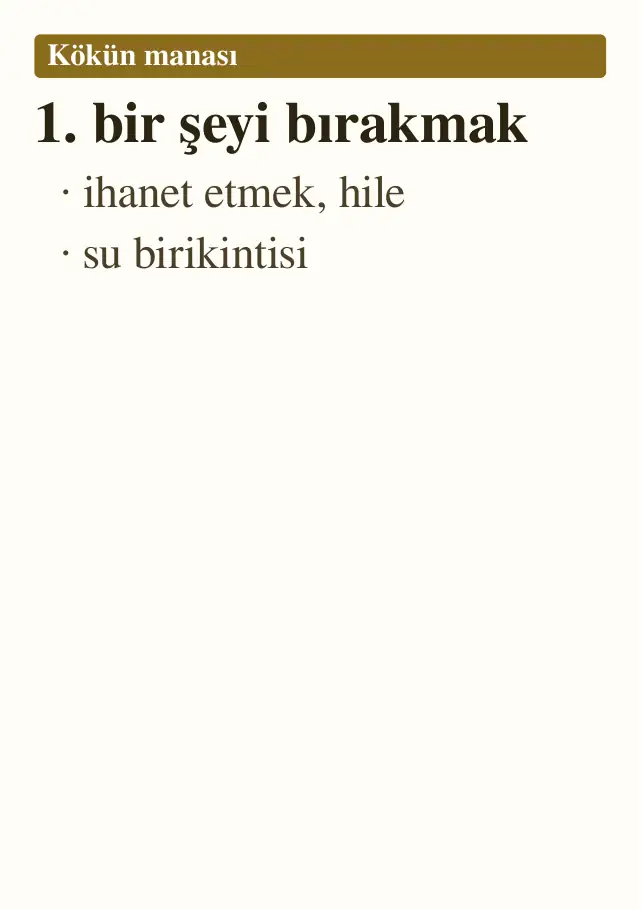 Kökün manası
1. bir şeyi bırakmak
· ihanet etmek, hile
· su birikintisi